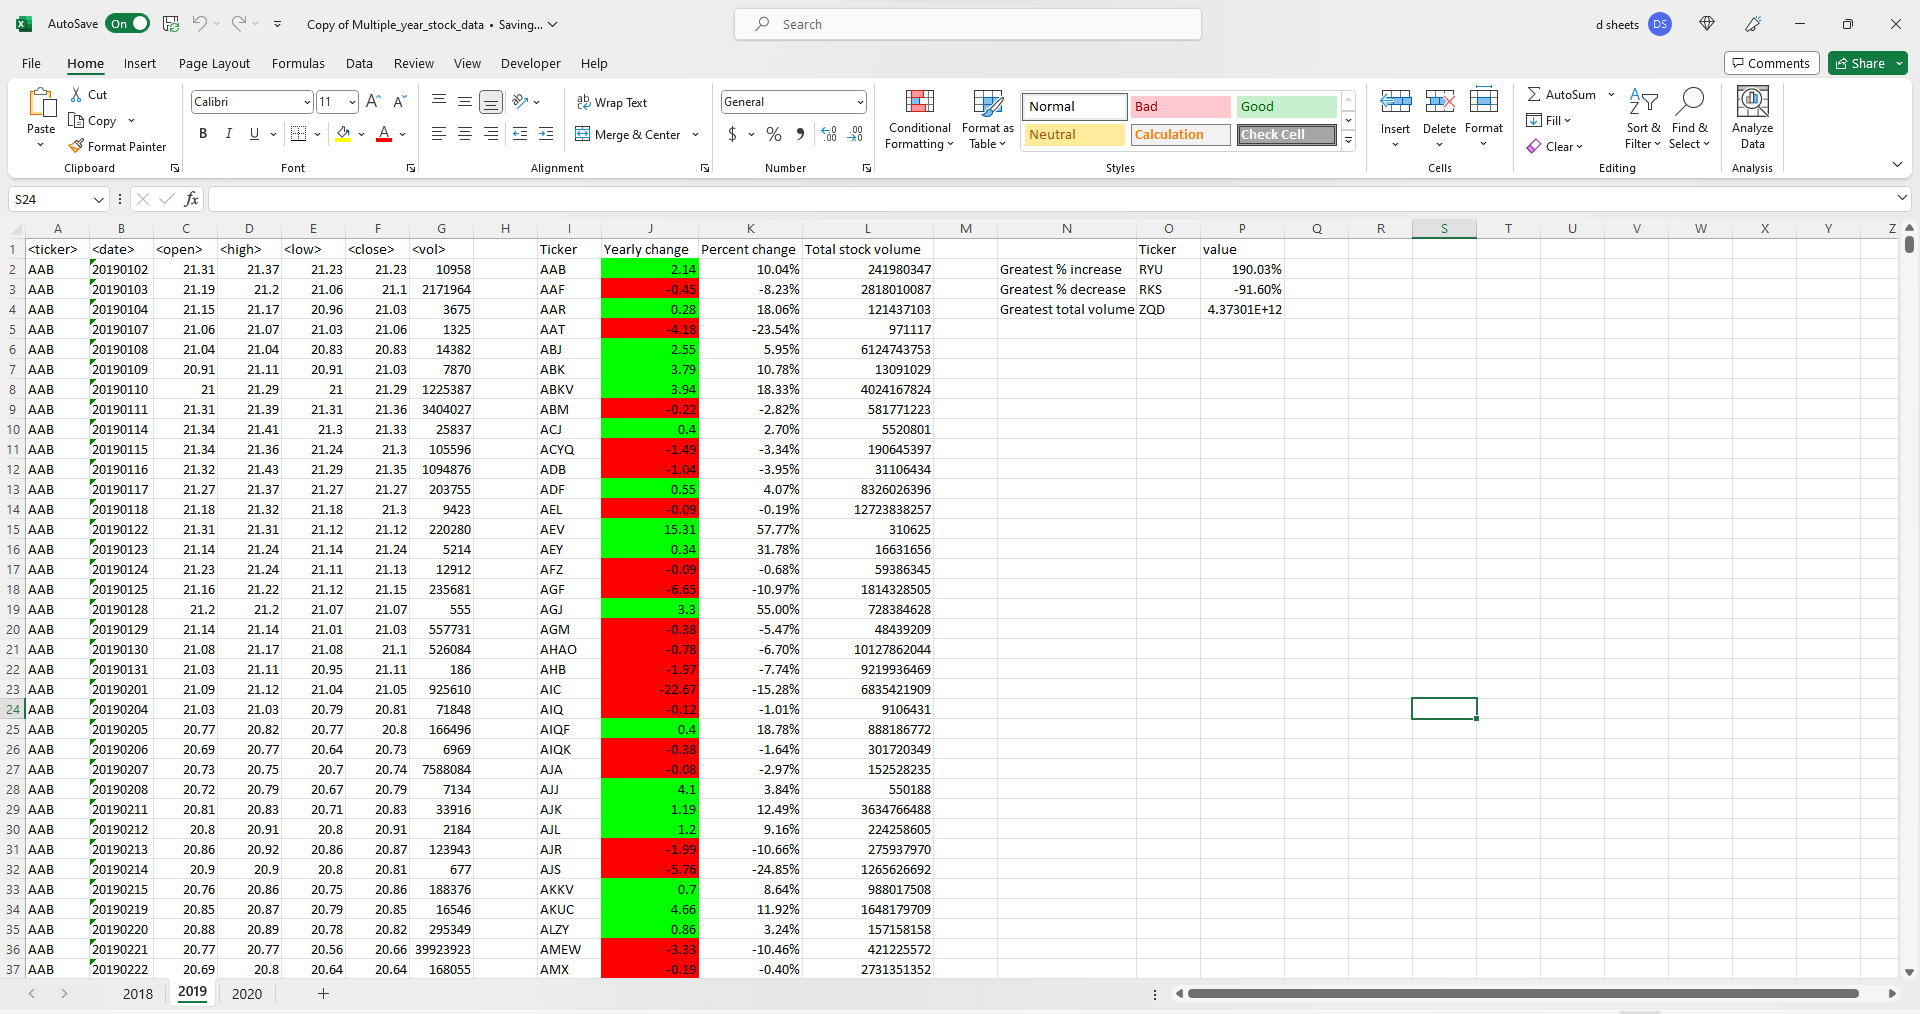 AutoSave On Copy of Multiple_year_stock_data • Saving... Search d sheets DS
File Home Insert Page Layout Formulas Data Review View Developer Help Comments Share
Paste Cut Copy Format Painter Clipboard
Calibri 11 B I U A Font
Wrap Text Merge & Center Alignment
General $ % Number
Conditional Formatting Format as Table Normal Bad Good Neutral Calculation Check Cell Styles
Insert Delete Format Cells
AutoSum Fill Clear Sort & Filter Find & Select Editing
Analyze Data Analysis
S24 fx
A B C D E F G H I J K L M N O P Q R S T U V W X Y Z
1 <ticker> <date> <open> <high> <low> <close> <vol> Ticker Yearly change Percent change Total stock volume Ticker value
2 AAB 20190102 21.31 21.37 21.23 21.23 10958 AAB 2.14 10.04% 241980347 Greatest % increase RYU 190.03%
3 AAB 20190103 21.19 21.2 21.06 21.1 2171964 AAF -0.45 -8.23% 2818010087 Greatest % decrease RKS -91.60%
4 AAB 20190104 21.15 21.17 20.96 21.03 3675 AAR 0.28 18.06% 121437103 Greatest total volume ZQD 4.37301E+12
5 AAB 20190107 21.06 21.07 21.03 21.06 1325 AAT -4.18 -23.54% 971117
6 AAB 20190108 21.04 21.04 20.83 20.83 14382 ABJ 2.55 5.95% 6124743753
7 AAB 20190109 20.91 21.11 20.91 21.03 7870 ABK 3.79 10.78% 13091029
8 AAB 20190110 21 21.29 21 21.29 1225387 ABKV 3.94 18.33% 4024167824
9 AAB 20190111 21.31 21.39 21.31 21.36 3404027 ABM -0.22 -2.82% 581771223
10 AAB 20190114 21.34 21.41 21.3 21.33 25837 ACJ 0.4 2.70% 5520801
11 AAB 20190115 21.34 21.36 21.24 21.3 105596 ACYQ -1.49 -3.34% 190645397
12 AAB 20190116 21.32 21.43 21.29 21.35 1094876 ADB -1.04 -3.95% 31106434
13 AAB 20190117 21.27 21.37 21.27 21.27 203755 ADF 0.55 4.07% 8326026396
14 AAB 20190118 21.18 21.32 21.18 21.3 9423 AEL -0.09 -0.19% 12723838257
15 AAB 20190122 21.31 21.31 21.12 21.12 220280 AEV 15.31 57.77% 310625
16 AAB 20190123 21.14 21.24 21.14 21.24 5214 AEY 0.34 31.78% 16631656
17 AAB 20190124 21.23 21.24 21.11 21.13 12912 AFZ -0.09 -0.68% 59386345
18 AAB 20190125 21.16 21.22 21.12 21.15 235681 AGF -6.65 -10.97% 1814328505
19 AAB 20190128 21.2 21.2 21.07 21.07 555 AGJ 3.3 55.00% 728384628
20 AAB 20190129 21.14 21.14 21.01 21.03 557731 AGM -0.38 -5.47% 48439209
21 AAB 20190130 21.08 21.17 21.08 21.1 526084 AHAO -0.78 -6.70% 10127862044
22 AAB 20190131 21.03 21.11 20.95 21.11 186 AHB -1.97 -7.74% 9219936469
23 AAB 20190201 21.09 21.12 21.04 21.05 925610 AIC -22.67 -15.28% 6835421909
24 AAB 20190204 21.03 21.03 20.79 20.81 71848 AIQ -0.12 -1.01% 9106431
25 AAB 20190205 20.77 20.82 20.77 20.8 166496 AIQF 0.4 18.78% 888186772
26 AAB 20190206 20.69 20.77 20.64 20.73 6969 AIQK -0.38 -1.64% 301720349
27 AAB 20190207 20.73 20.75 20.7 20.74 7588084 AJA -0.08 -2.97% 152528235
28 AAB 20190208 20.72 20.79 20.67 20.79 7134 AJJ 4.1 3.84% 550188
29 AAB 20190211 20.81 20.83 20.71 20.83 33916 AJK 1.19 12.49% 3634766488
30 AAB 20190212 20.8 20.91 20.8 20.91 2184 AJL 1.2 9.16% 224258605
31 AAB 20190213 20.86 20.92 20.86 20.87 123943 AJR -1.99 -10.66% 275937970
32 AAB 20190214 20.9 20.9 20.8 20.81 677 AJS -5.76 -24.85% 1265626692
33 AAB 20190215 20.76 20.86 20.75 20.86 188376 AKKV 0.7 8.64% 988017508
34 AAB 20190219 20.85 20.87 20.79 20.85 16546 AKUC 4.66 11.92% 1648179709
35 AAB 20190220 20.88 20.89 20.78 20.82 295349 ALZY 0.86 3.24% 157158158
36 AAB 20190221 20.77 20.77 20.56 20.66 39923923 AMEW -3.33 -10.46% 421225572
37 AAB 20190222 20.69 20.8 20.64 20.64 168055 AMX -0.19 -0.40% 2731351352
2018 2019 2020